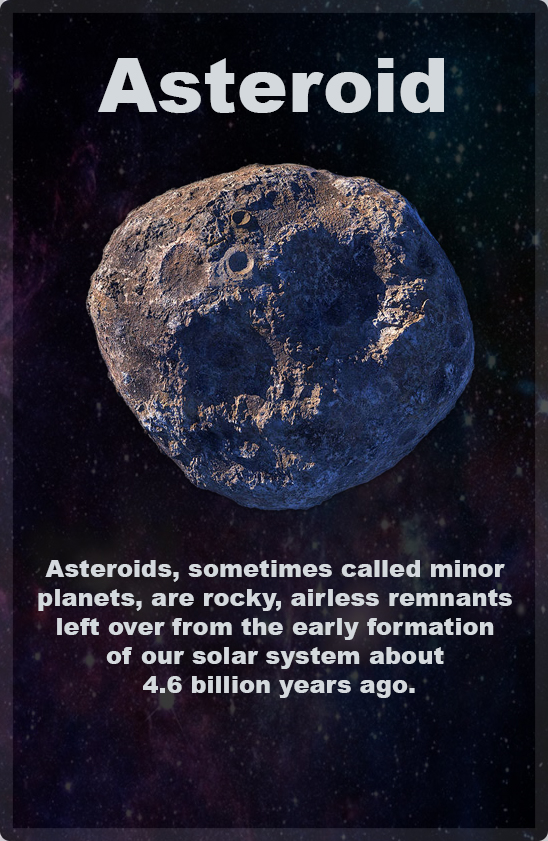 Asteroid
Asteroids, sometimes called minor
planets, are rocky, airless remnants
left over from the early formation
of our solar system about
4.6 billion years ago.